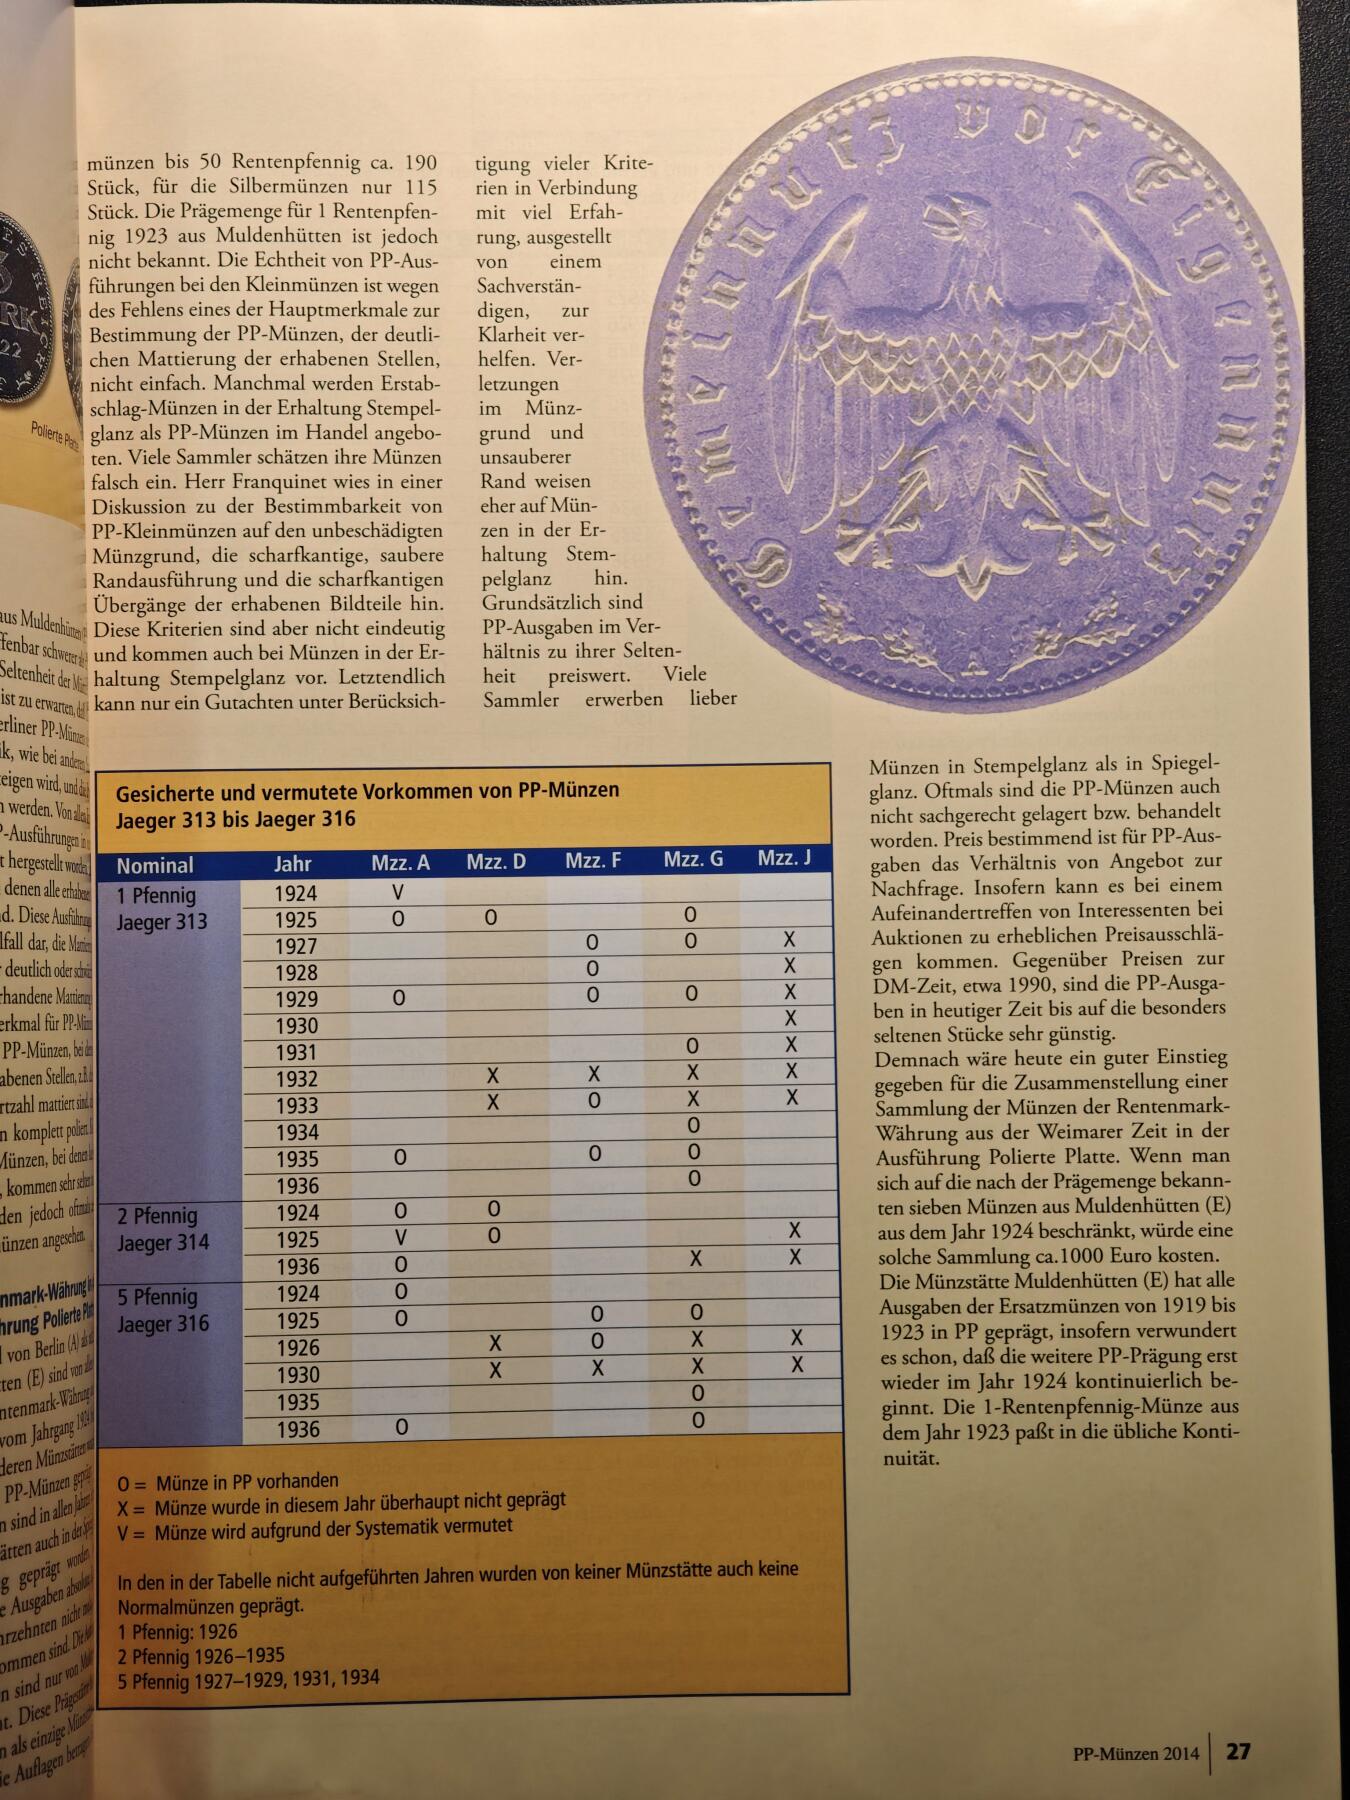 münzen bis 50 Rentenpfennig ca. 190
Stück, für die Silbermünzen nur 115
Stück. Die Prägemenge für 1 Rentenpfen-
nig 1923 aus Muldenhütten ist jedoch
nicht bekannt. Die Echtheit von PP-Aus-
führungen bei den Kleinmünzen ist wegen
des Fehlens eines der Hauptmerkmale zur
Bestimmung der PP-Münzen, der deutli-
chen Mattierung der erhabenen Stellen,
nicht einfach. Manchmal werden Erstab-
schlag-Münzen in der Erhaltung Stempel-
glanz als PP-Münzen im Handel angebo-
ten. Viele Sammler schätzen ihre Münzen
falsch ein. Herr Franquinet wies in einer
Diskussion zu der Bestimmbarkeit von
PP-Kleinmünzen auf den unbeschädigten
Münzgrund, die scharfkantige, saubere
Randausführung und die scharfkantigen
Übergänge der erhabenen Bildteile hin.
Diese Kriterien sind aber nicht eindeutig
und kommen auch bei Münzen in der Er-
haltung Stempelglanz vor. Letztendlich
kann nur ein Gutachten unter Berücksich-
tigung vieler Krite-
rien in Verbindung
mit viel Erfah-
rung, ausgestellt
von einem
Sachverstän-
digen, zur
Klarheit ver-
helfen. Ver-
letzungen
im Münz-
grund und
unsauberer
Rand weisen
eher auf Mün-
zen in der Er-
haltung Stem-
pelglanz hin.
Grundsätzlich sind
PP-Ausgaben im Ver-
hältnis zu ihrer Selten-
heit preiswert. Viele
Sammler erwerben lieber
Gemeinnutz vor Eigennutz
A
Polierte Platte
Gesicherte und vermutete Vorkommen von PP-Münzen
Jaeger 313 bis Jaeger 316
Nominal Jahr Mzz. A Mzz. D Mzz. F Mzz. G Mzz. J
1 Pfennig 1924 V
Jaeger 313 1925 O O O
1927 O O X
1928 O X
1929 O O O X
1930 X
1931 O X
1932 X X X X
1933 X O X X
1934 O
1935 O O O
1936 O
2 Pfennig 1924 O O
Jaeger 314 1925 V O X
1936 O X X
5 Pfennig 1924 O
Jaeger 316 1925 O O O
1926 X O X X
1930 X X X X
1935 O
1936 O O
O = Münze in PP vorhanden
X = Münze wurde in diesem Jahr überhaupt nicht geprägt
V = Münze wird aufgrund der Systematik vermutet
In den in der Tabelle nicht aufgeführten Jahren wurden von keiner Münzstätte auch keine
Normalmünzen geprägt.
1 Pfennig: 1926
2 Pfennig 1926–1935
5 Pfennig 1927–1929, 1931, 1934
Münzen in Stempelglanz als in Spiegel-
glanz. Oftmals sind die PP-Münzen auch
nicht sachgerecht gelagert bzw. behandelt
worden. Preis bestimmend ist für PP-Aus-
gaben das Verhältnis von Angebot zur
Nachfrage. Insofern kann es bei einem
Aufeinandertreffen von Interessenten bei
Auktionen zu erheblichen Preisausschlä-
gen kommen. Gegenüber Preisen zur
DM-Zeit, etwa 1990, sind die PP-Ausga-
ben in heutiger Zeit bis auf die besonders
seltenen Stücke sehr günstig.
Demnach wäre heute ein guter Einstieg
gegeben für die Zusammenstellung einer
Sammlung der Münzen der Rentenmark-
Währung aus der Weimarer Zeit in der
Ausführung Polierte Platte. Wenn man
sich auf die nach der Prägemenge bekann-
ten sieben Münzen aus Muldenhütten (E)
aus dem Jahr 1924 beschränkt, würde eine
solche Sammlung ca.1000 Euro kosten.
Die Münzstätte Muldenhütten (E) hat alle
Ausgaben der Ersatzmünzen von 1919 bis
1923 in PP geprägt, insofern verwundert
es schon, daß die weitere PP-Prägung erst
wieder im Jahr 1924 kontinuierlich be-
ginnt. Die 1-Rentenpfennig-Münze aus
dem Jahr 1923 paßt in die übliche Konti-
nuität.
PP-Münzen 2014 27